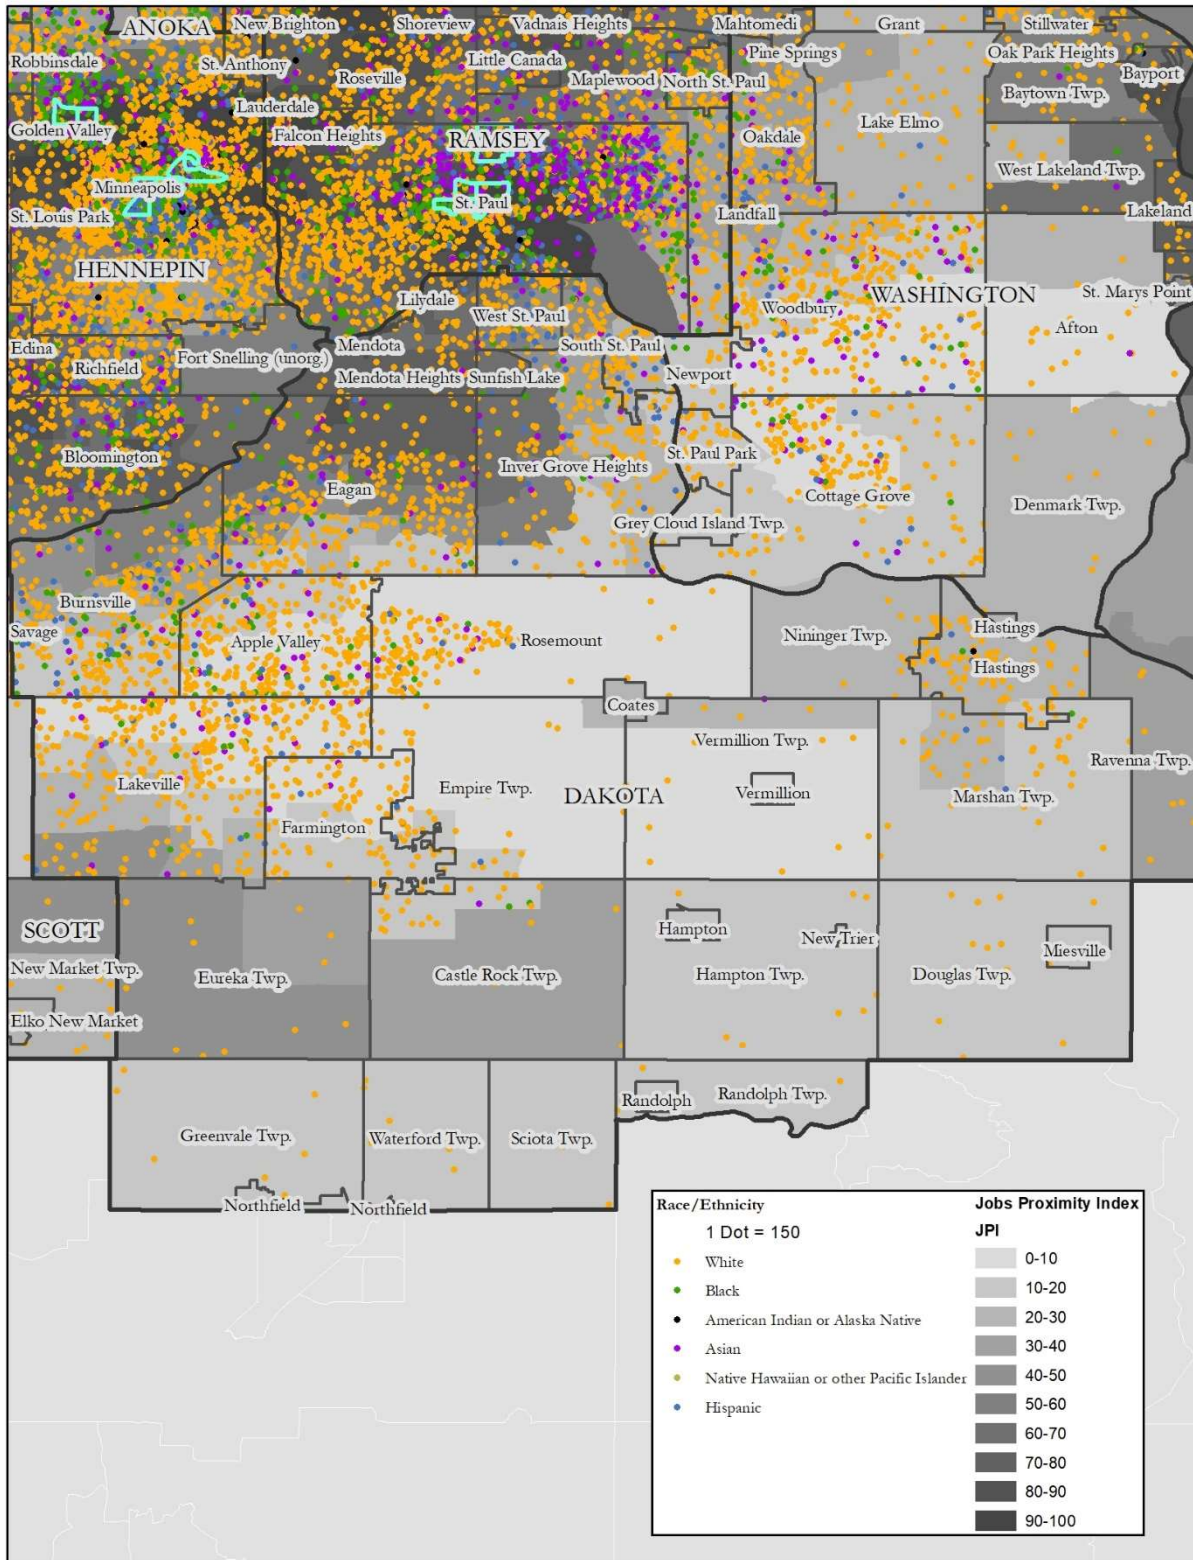 ANOKA
New Brighton
Shoreview
Vadnais Heights
Mahtomedi
Grant
Stillwater
Robbinsdale
St. Anthony
Roseville
Little Canada
Maplewood
North St. Paul
Pine Springs
Oak Park Heights
Bayport
Baytown Twp.
Golden Valley
Lauderdale
Falcon Heights
RAMSEY
Oakdale
Lake Elmo
Minneapolis
St. Paul
West Lakeland Twp.
St. Louis Park
Landfall
Lakeland
HENNEPIN
Lilydale
West St. Paul
Woodbury
WASHINGTON
St. Marys Point
Afton
Edina
Richfield
Fort Snelling (unorg.)
Mendota
South St. Paul
Mendota Heights
Sunfish Lake
Newport
Bloomington
Eagan
Inver Grove Heights
St. Paul Park
Cottage Grove
Denmark Twp.
Grey Cloud Island Twp.
Burnsville
Savage
Apple Valley
Rosemount
Nininger Twp.
Hastings
Hastings
Coates
Vermillion Twp.
Ravenna Twp.
Lakeville
Empire Twp.
DAKOTA
Vermillion
Marshan Twp.
Farmington
SCOTT
Hampton
New Trier
Miesville
New Market Twp.
Eureka Twp.
Castle Rock Twp.
Hampton Twp.
Douglas Twp.
Elko New Market
Randolph
Randolph Twp.
Greenvale Twp.
Waterford Twp.
Sciota Twp.
Northfield
Northfield
Race/Ethnicity
1 Dot = 150
White
Black
American Indian or Alaska Native
Asian
Native Hawaiian or other Pacific Islander
Hispanic
Jobs Proximity Index
JPI
0-10
10-20
20-30
30-40
40-50
50-60
60-70
70-80
80-90
90-100